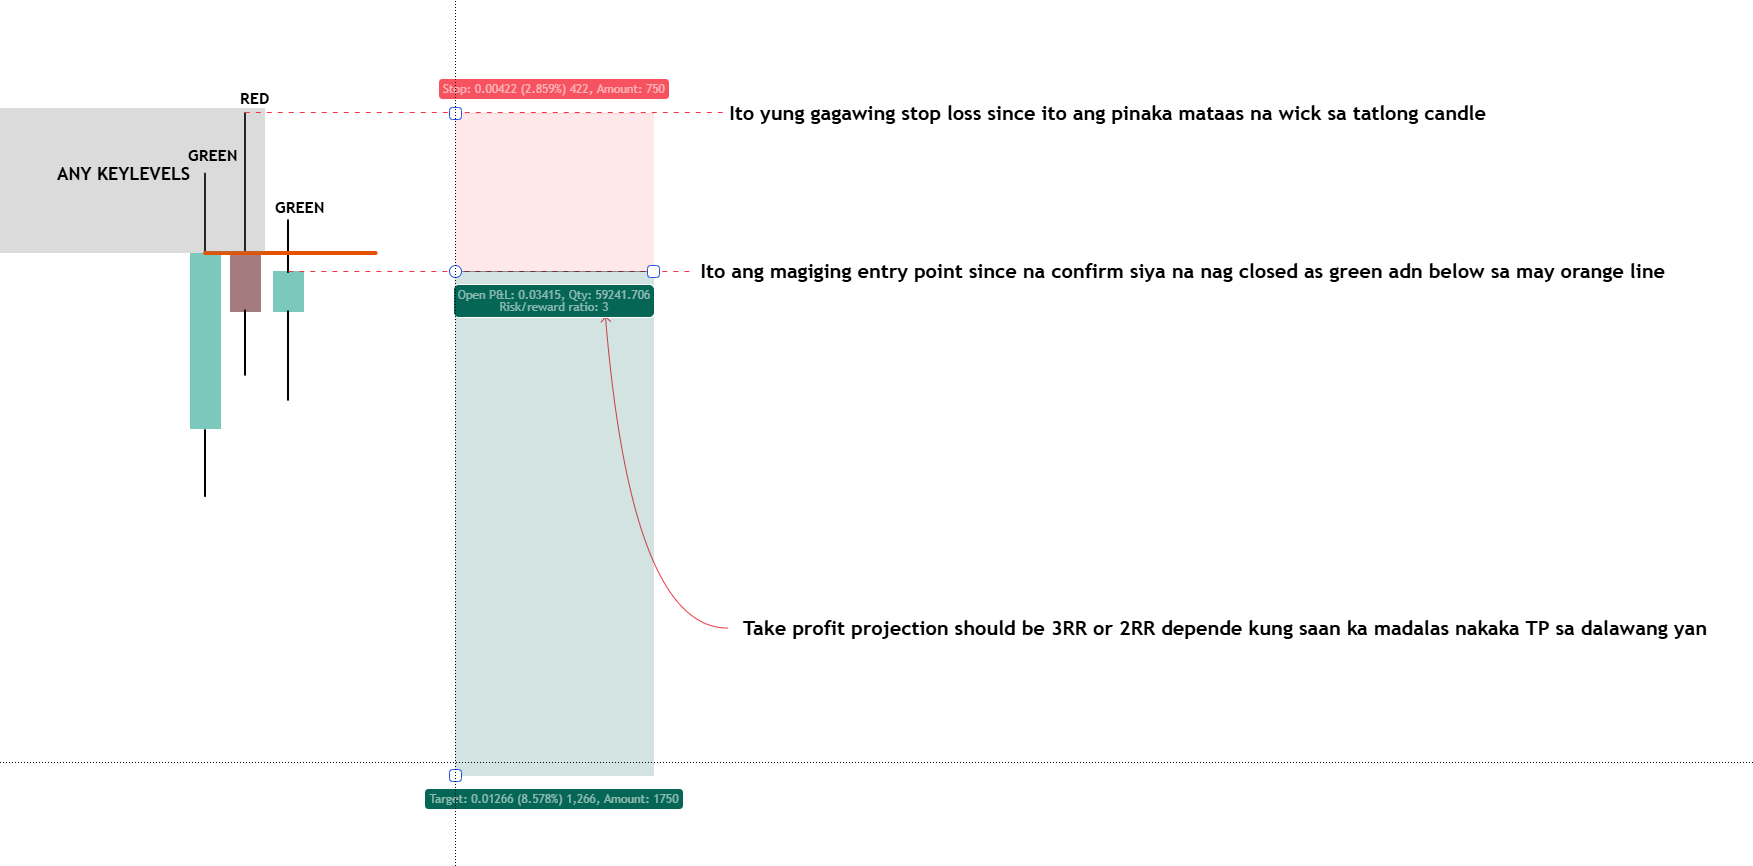 Stop: 0.00422 (2.859%) 422, Amount: 750
RED
Ito yung gagawing stop loss since ito ang pinaka mataas na wick sa tatlong candle
GREEN
ANY KEYLEVELS
GREEN
Ito ang magiging entry point since na confirm siya na nag closed as green adn below sa may orange line
Open P&L: 0.03415, Qty: 59241.706
Risk/reward ratio: 3
Take profit projection should be 3RR or 2RR depende kung saan ka madalas nakaka TP sa dalawang yan
Target: 0.01266 (8.578%) 1,266, Amount: 1750